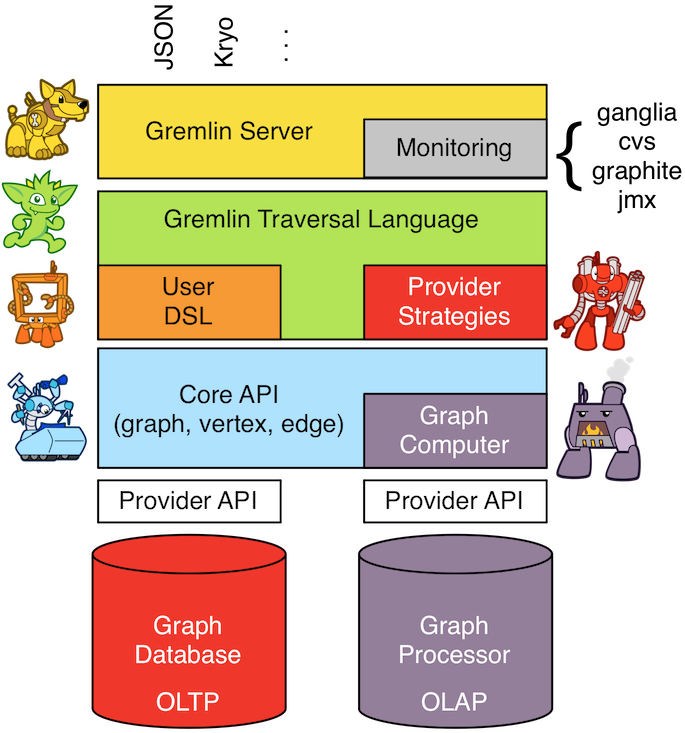 JSON
Kryo
. . .
Gremlin Server
Monitoring
ganglia
cvs
graphite
jmx
Gremlin Traversal Language
User
DSL
Provider
Strategies
Core API
(graph, vertex, edge)
Graph
Computer
Provider API
Provider API
Graph
Database
OLTP
Graph
Processor
OLAP